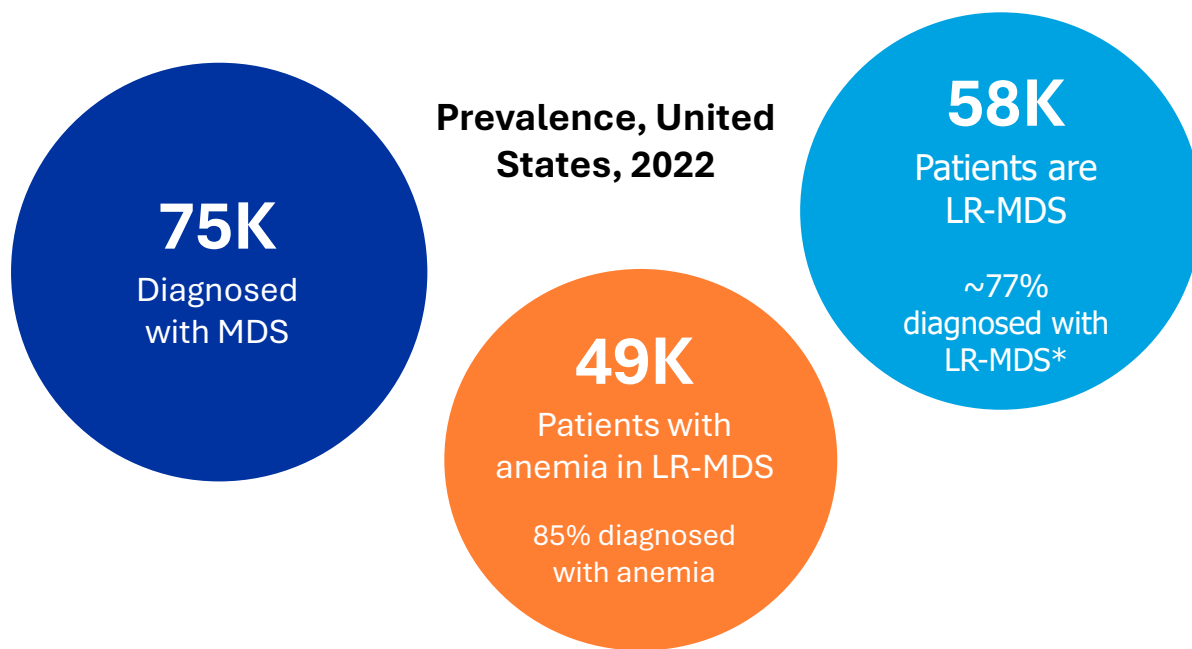 Prevalence, United
States, 2022
75K
Diagnosed
with MDS
49K
Patients with
anemia in LR-MDS
85% diagnosed
with anemia
58K
Patients are
LR-MDS
~77%
diagnosed with
LR-MDS*